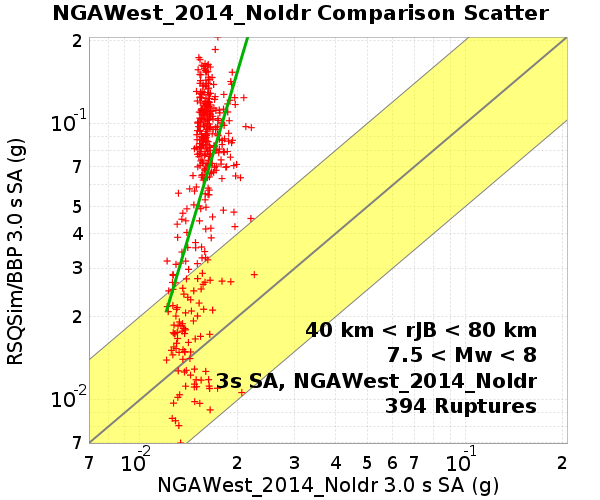 NGAWest_2014_NoIdr Comparison Scatter
RSQSim/BBP 3.0 s SA (g)
2
10-1
7
5
4
3
2
10-2
7
40 km < rJB < 80 km
7.5 < Mw < 8
3s SA, NGAWest_2014_NoIdr
394 Ruptures
7 10-2 2 3 4 5 6 7 10-1 2
NGAWest_2014_NoIdr 3.0 s SA (g)